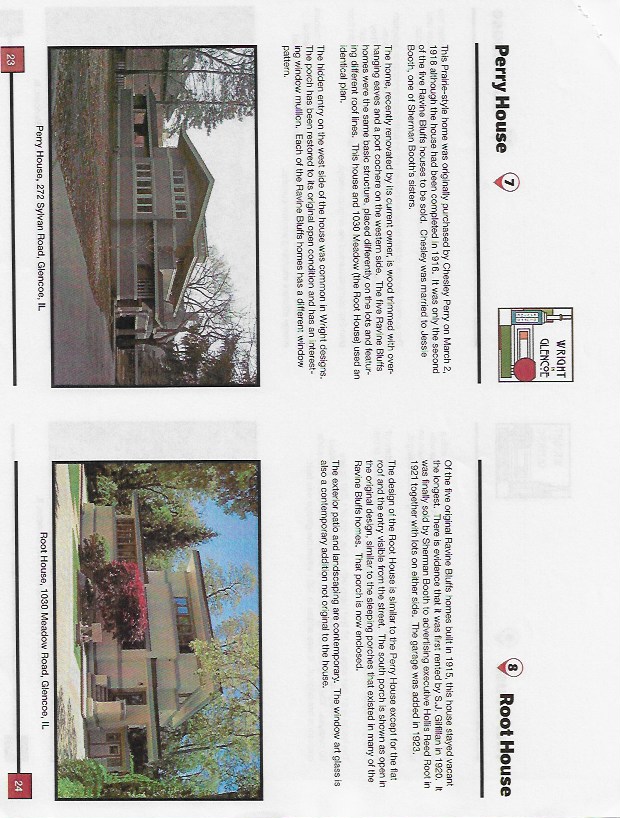 Perry House 7
WRIGHT
IN
GLENCOE
This Prairie-style home was originally purchased by Chesley Perry on March 2,
1918 although the house had been completed in 1916. It was only the second
of the five Ravine Bluffs houses to be sold. Chesley was married to Jessie
Booth, one of Sherman Booth's sisters.
The home, recently renovated by its current owner, is wood trimmed with over-
hanging eaves and a port cochere on the western side. The five Ravine Bluffs
homes were the same basic structure, placed differently on the lots and featur-
ing different roof lines. This house and 1030 Meadow (the Root House) used an
identical plan.
The hidden entry on the west side of the house was common in Wright designs.
The porch has been restored to its original open condition and has an interest-
ing window mullion. Each of the Ravine Bluffs homes has a different window
pattern.
Perry House, 272 Sylvan Road, Glencoe, IL
23
8 Root House
Of the five original Ravine Bluffs homes built in 1915, this house stayed vacant
the longest. There is evidence that it was first rented by S.J. Gilfillan in 1920. It
was finally sold by Sherman Booth to advertising executive Hollis Reed Root in
1921 together with lots on either side. The garage was added in 1923.
The design of the Root House is similar to the Perry House except for the flat
roof and the entry visible from the street. The south porch is shown as open in
the original design, similar to the sleeping porches that existed in many of the
Ravine Bluffs homes. That porch is now enclosed.
The exterior patio and landscaping are contemporary. The window art glass is
also a contemporary addition not original to the house.
Root House, 1030 Meadow Road, Glencoe, IL
24